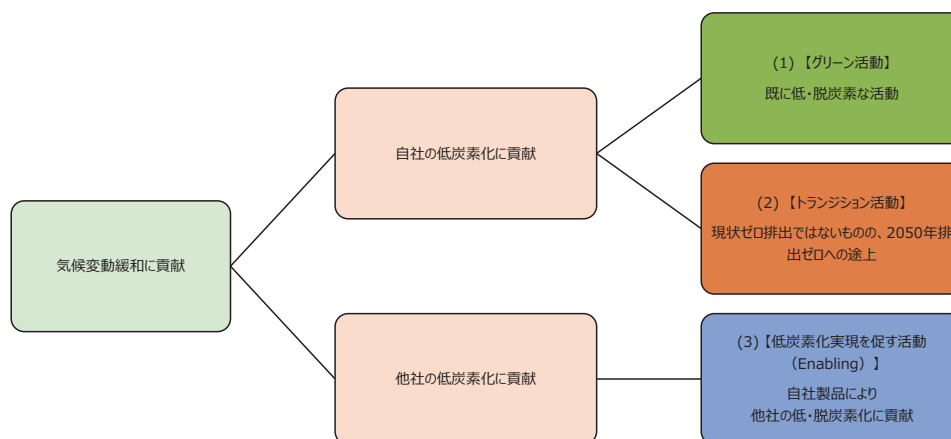 気候変動緩和に貢献
自社の低炭素化に貢献
他社の低炭素化に貢献
(1) 【グリーン活動】
既に低・脱炭素な活動
(2) 【トランジション活動】
現状ゼロ排出ではないものの、2050年排
出ゼロへの途上
(3)【低炭素化実現を促す活動
（Enabling）】
自社製品により
他社の低・脱炭素化に貢献